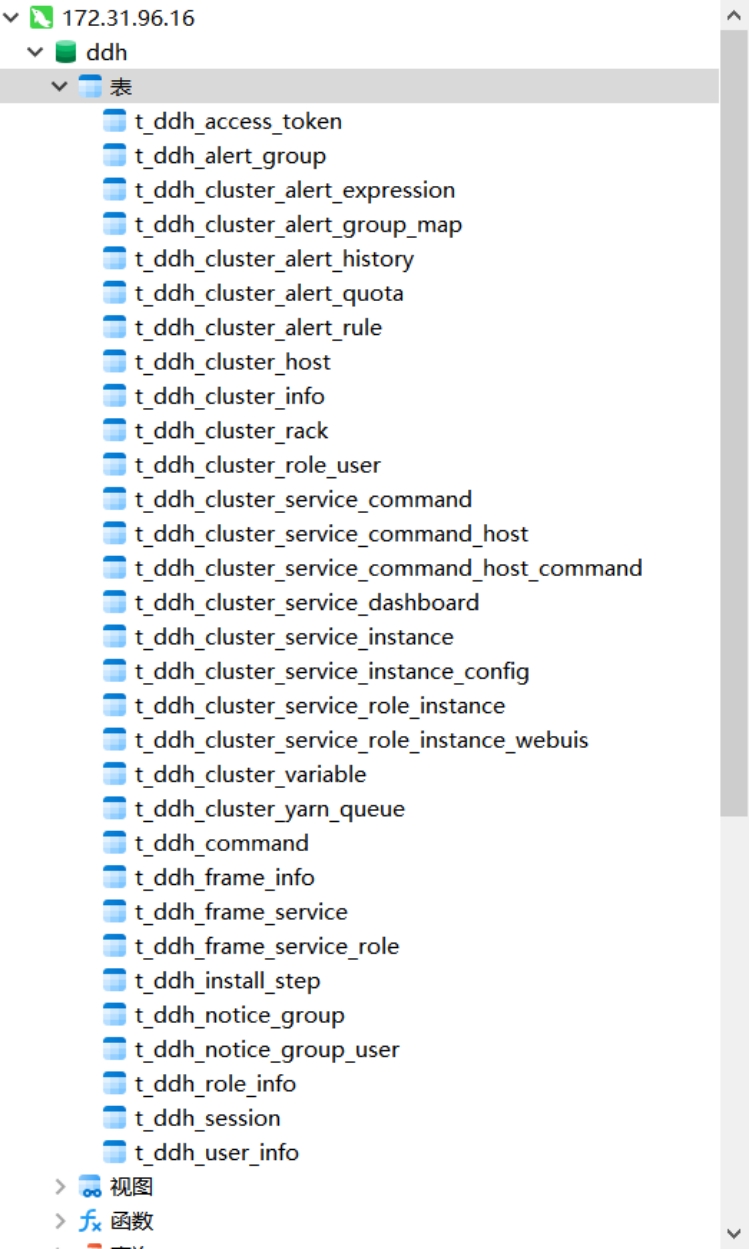 172.31.96.16
ddh
表
t_ddh_access_token
t_ddh_alert_group
t_ddh_cluster_alert_expression
t_ddh_cluster_alert_group_map
t_ddh_cluster_alert_history
t_ddh_cluster_alert_quota
t_ddh_cluster_alert_rule
t_ddh_cluster_host
t_ddh_cluster_info
t_ddh_cluster_rack
t_ddh_cluster_role_user
t_ddh_cluster_service_command
t_ddh_cluster_service_command_host
t_ddh_cluster_service_command_host_command
t_ddh_cluster_service_dashboard
t_ddh_cluster_service_instance
t_ddh_cluster_service_instance_config
t_ddh_cluster_service_role_instance
t_ddh_cluster_service_role_instance_webuis
t_ddh_cluster_variable
t_ddh_cluster_yarn_queue
t_ddh_command
t_ddh_frame_info
t_ddh_frame_service
t_ddh_frame_service_role
t_ddh_install_step
t_ddh_notice_group
t_ddh_notice_group_user
t_ddh_role_info
t_ddh_session
t_ddh_user_info
视图
函数